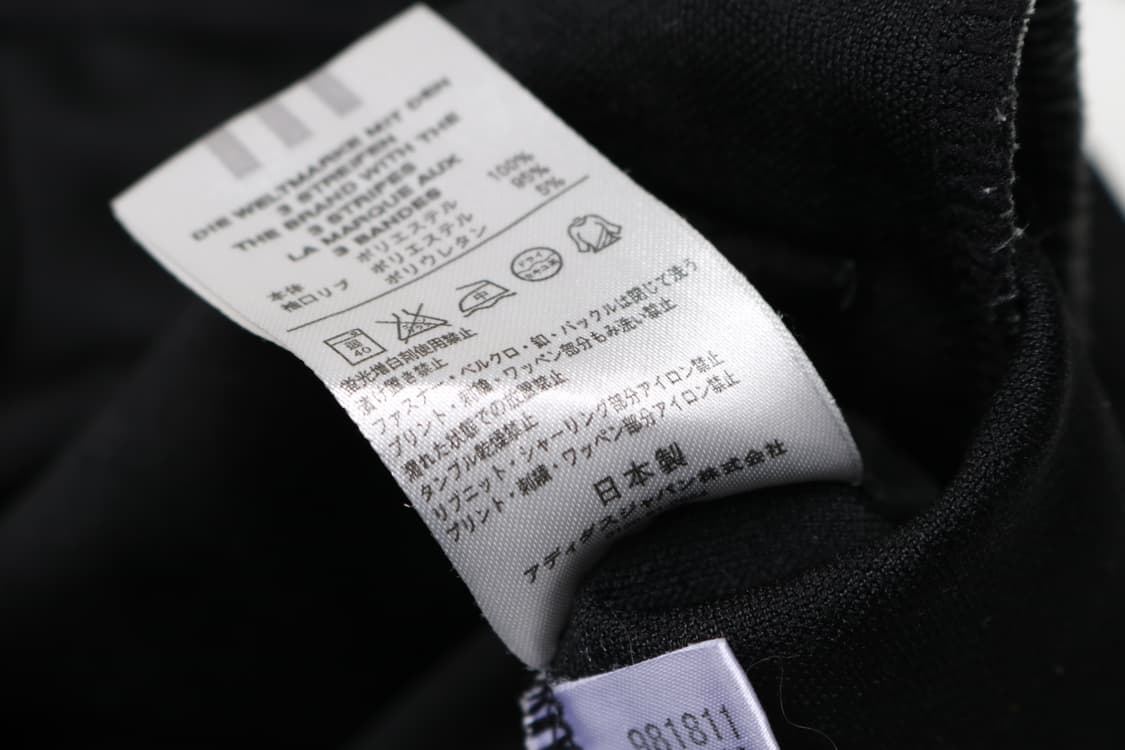 DIE WELTMARKE MIT DEN
3 STREIFEN
THE BRAND WITH THE
3 STRIPES
LA MARQUE AUX
3 BANDES
本体 ポリエステル 100%
袖口リブ ポリエステル 95%
ポリウレタン 5%
40
中
ドライ
蛍光増白剤使用禁止
漬け置き禁止
ファスナー・ベルクロ・釦・バックルは閉じて洗う
プリント・刺繍・ワッペン部分もみ洗い禁止
濡れた状態での放置禁止
タンブル乾燥禁止
リブニット・シャーリング部分アイロン禁止
プリント・刺繍・ワッペン部分アイロン禁止
日本製
アディダスジャパン株式会社
981811